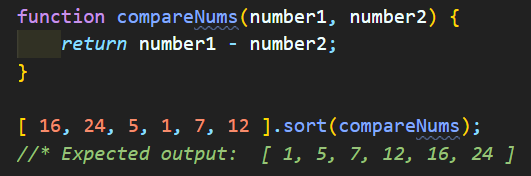 function compareNums(number1, number2) {
    return number1 - number2;
}
[ 16, 24, 5, 1, 7, 12 ].sort(compareNums);
//* Expected output:  [ 1, 5, 7, 12, 16, 24 ]